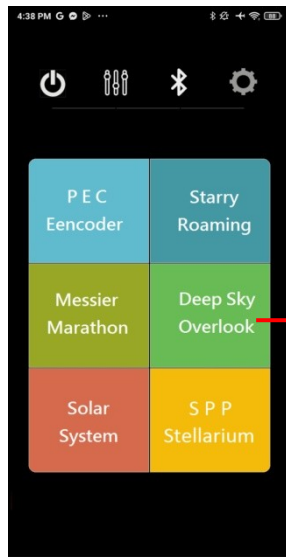 4:38 PM G ···
P E C
Eencoder
Starry
Roaming
Messier
Marathon
Deep Sky
Overlook
Solar
System
S P P
Stellarium